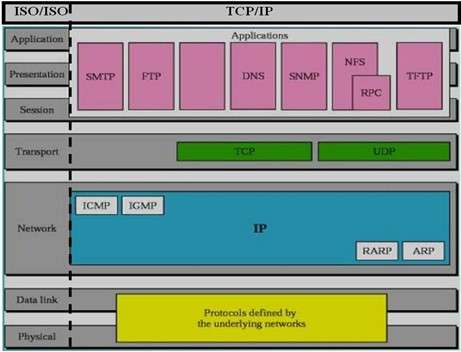 ISO/ISO TCP/IP
Application
Applications
Presentation
SMTP FTP DNS SNMP NFS TFTP
RPC
Session
Transport
TCP UDP
ICMP IGMP
Network
IP
RARP ARP
Data link
Protocols defined by
the underlying networks
Physical